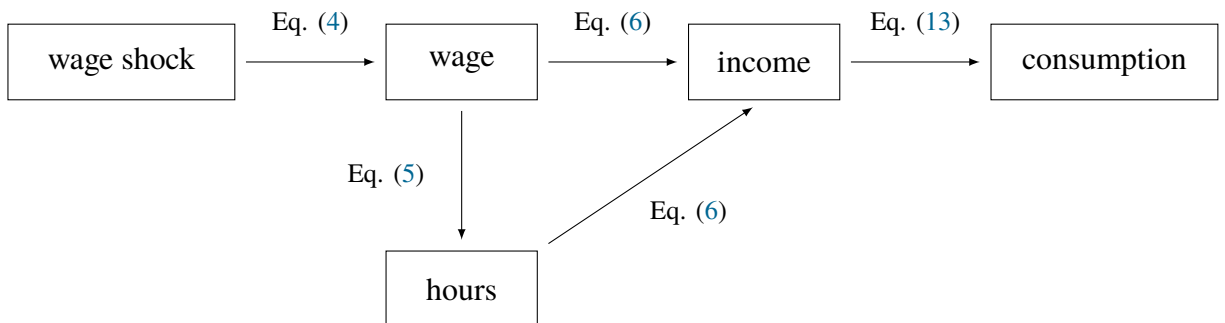 Eq. (4)
Eq. (6)
Eq. (13)
wage shock
wage
income
consumption
Eq. (5)
Eq. (6)
hours